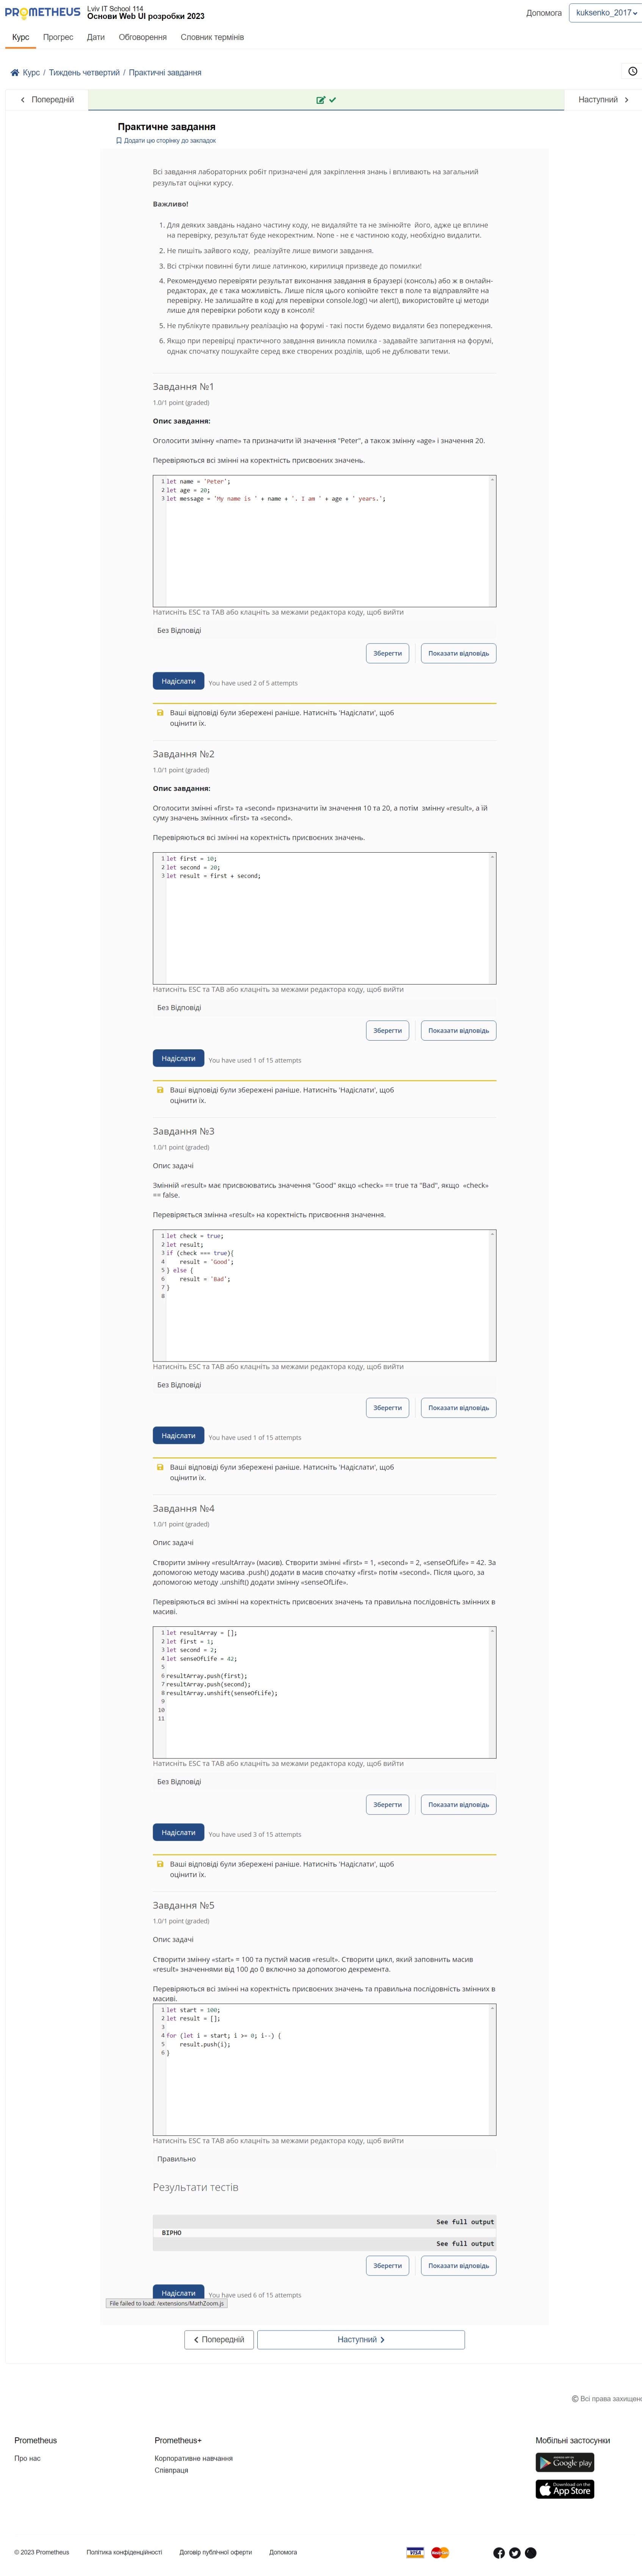 PROMETHEUS
Lviv IT School 114
Основи Web UI розробки 2023
Допомога
kuksenko_2017
Курс Прогрес Дати Обговорення Словник термінів
Курс / Тиждень четвертий / Практичні завдання
Попередній
Наступний
Практичне завдання
Додати цю сторінку до закладок
Всі завдання лабораторних робіт призначені для закріплення знань і впливають на загальний
результат оцінки курсу.
Важливо!
1. Для деяких завдань надано частину коду, не видаляйте та не змінюйте його, адже це вплине
на перевірку, результат буде некоректним. None - не є частиною коду, необхідно видалити.
2. Не пишіть зайвого коду, реалізуйте лише вимоги завдання.
3. Всі стрічки повинні бути лише латинкою, кирилиця призведе до помилки!
4. Рекомендуємо перевіряти результат виконання завдання в браузері (консоль) або ж в онлайн-
редакторах, де є така можливість. Лише після цього копіюйте текст в поле та відправляйте на
перевірку. Не залишайте в коді для перевірки console.log() чи alert(), використовйте ці методи
лише для перевірки роботи коду в консолі!
5. Не публікуте правильну реалізацію на форумі - такі пости будемо видаляти без попередження.
6. Якщо при перевірці практичного завдання виникла помилка - задавайте запитання на форумі,
однак спочатку пошукайте серед вже створених розділів, щоб не дублювати теми.
Завдання №1
1.0/1 point (graded)
Опис завдання:
Оголосити змінну «name» та призначити їй значення "Peter", а також змінну «age» і значення 20.
Перевіряються всі змінні на коректність присвоєних значень.
1 let name = 'Peter';
2 let age = 20;
3 let message = 'My name is ' + name + '. I am ' + age + ' years.';
Натисніть ESC та TAB або клацніть за межами редактора коду, щоб вийти
Без Відповіді
Зберегти
Показати відповідь
Надіслати
You have used 2 of 5 attempts
Ваші відповіді були збережені раніше. Натисніть 'Надіслати', щоб
оцінити їх.
Завдання №2
1.0/1 point (graded)
Опис завдання:
Оголосити змінні «first» та «second» призначити їм значення 10 та 20, а потім змінну «result», а їй
суму значень змінних «first» та «second».
Перевіряються всі змінні на коректність присвоєних значень.
1 let first = 10;
2 let second = 20;
3 let result = first + second;
Натисніть ESC та TAB або клацніть за межами редактора коду, щоб вийти
Без Відповіді
Зберегти
Показати відповідь
Надіслати
You have used 1 of 15 attempts
Ваші відповіді були збережені раніше. Натисніть 'Надіслати', щоб
оцінити їх.
Завдання №3
1.0/1 point (graded)
Опис задачі
Змінній «result» має присвоюватись значення "Good" якщо «check» == true та "Bad", якщо «check»
== false.
Перевіряється змінна «result» на коректність присвоєння значення.
1 let check = true;
2 let result;
3 if (check === true){
4 result = 'Good';
5 } else {
6 result = 'Bad';
7 }
8
Натисніть ESC та TAB або клацніть за межами редактора коду, щоб вийти
Без Відповіді
Зберегти
Показати відповідь
Надіслати
You have used 1 of 15 attempts
Ваші відповіді були збережені раніше. Натисніть 'Надіслати', щоб
оцінити їх.
Завдання №4
1.0/1 point (graded)
Опис задачі
Створити змінну «resultArray» (масив). Створити змінні «first» = 1, «second» = 2, «senseOfLife» = 42. За
допомогою методу масива .push() додати в масив спочатку «first» потім «second». Після цього, за
допомогою методу .unshift() додати змінну «senseOfLife».
Перевіряються всі змінні на коректність присвоєних значень та правильна послідовність змінних в
масиві.
1 let resultArray = [];
2 let first = 1;
3 let second = 2;
4 let senseOfLife = 42;
5
6 resultArray.push(first);
7 resultArray.push(second);
8 resultArray.unshift(senseOfLife);
9
10
11
Натисніть ESC та TAB або клацніть за межами редактора коду, щоб вийти
Без Відповіді
Зберегти
Показати відповідь
Надіслати
You have used 3 of 15 attempts
Ваші відповіді були збережені раніше. Натисніть 'Надіслати', щоб
оцінити їх.
Завдання №5
1.0/1 point (graded)
Опис задачі
Створити змінну «start» = 100 та пустий масив «result». Створити цикл, який заповнить масив
«result» значеннями від 100 до 0 включно за допомогою декремента.
Перевіряються всі змінні на коректність присвоєних значень та правильна послідовність змінних в
масиві.
1 let start = 100;
2 let result = [];
3
4 for (let i = start; i >= 0; i--) {
5 result.push(i);
6 }
Натисніть ESC та TAB або клацніть за межами редактора коду, щоб вийти
Правильно
Результати тестів
See full output
ВІРНО
See full output
Зберегти
Показати відповідь
Надіслати
You have used 6 of 15 attempts
File failed to load: /extensions/MathZoom.js
Попередній
Наступний
© Всі права захищено
Prometheus
Prometheus+
Мобільні застосунки
Про нас
Корпоративне навчання
Співпраця
Google play
Download on the
App Store
© 2023 Prometheus
Політика конфіденційності
Договір публічної оферти
Допомога
VISA